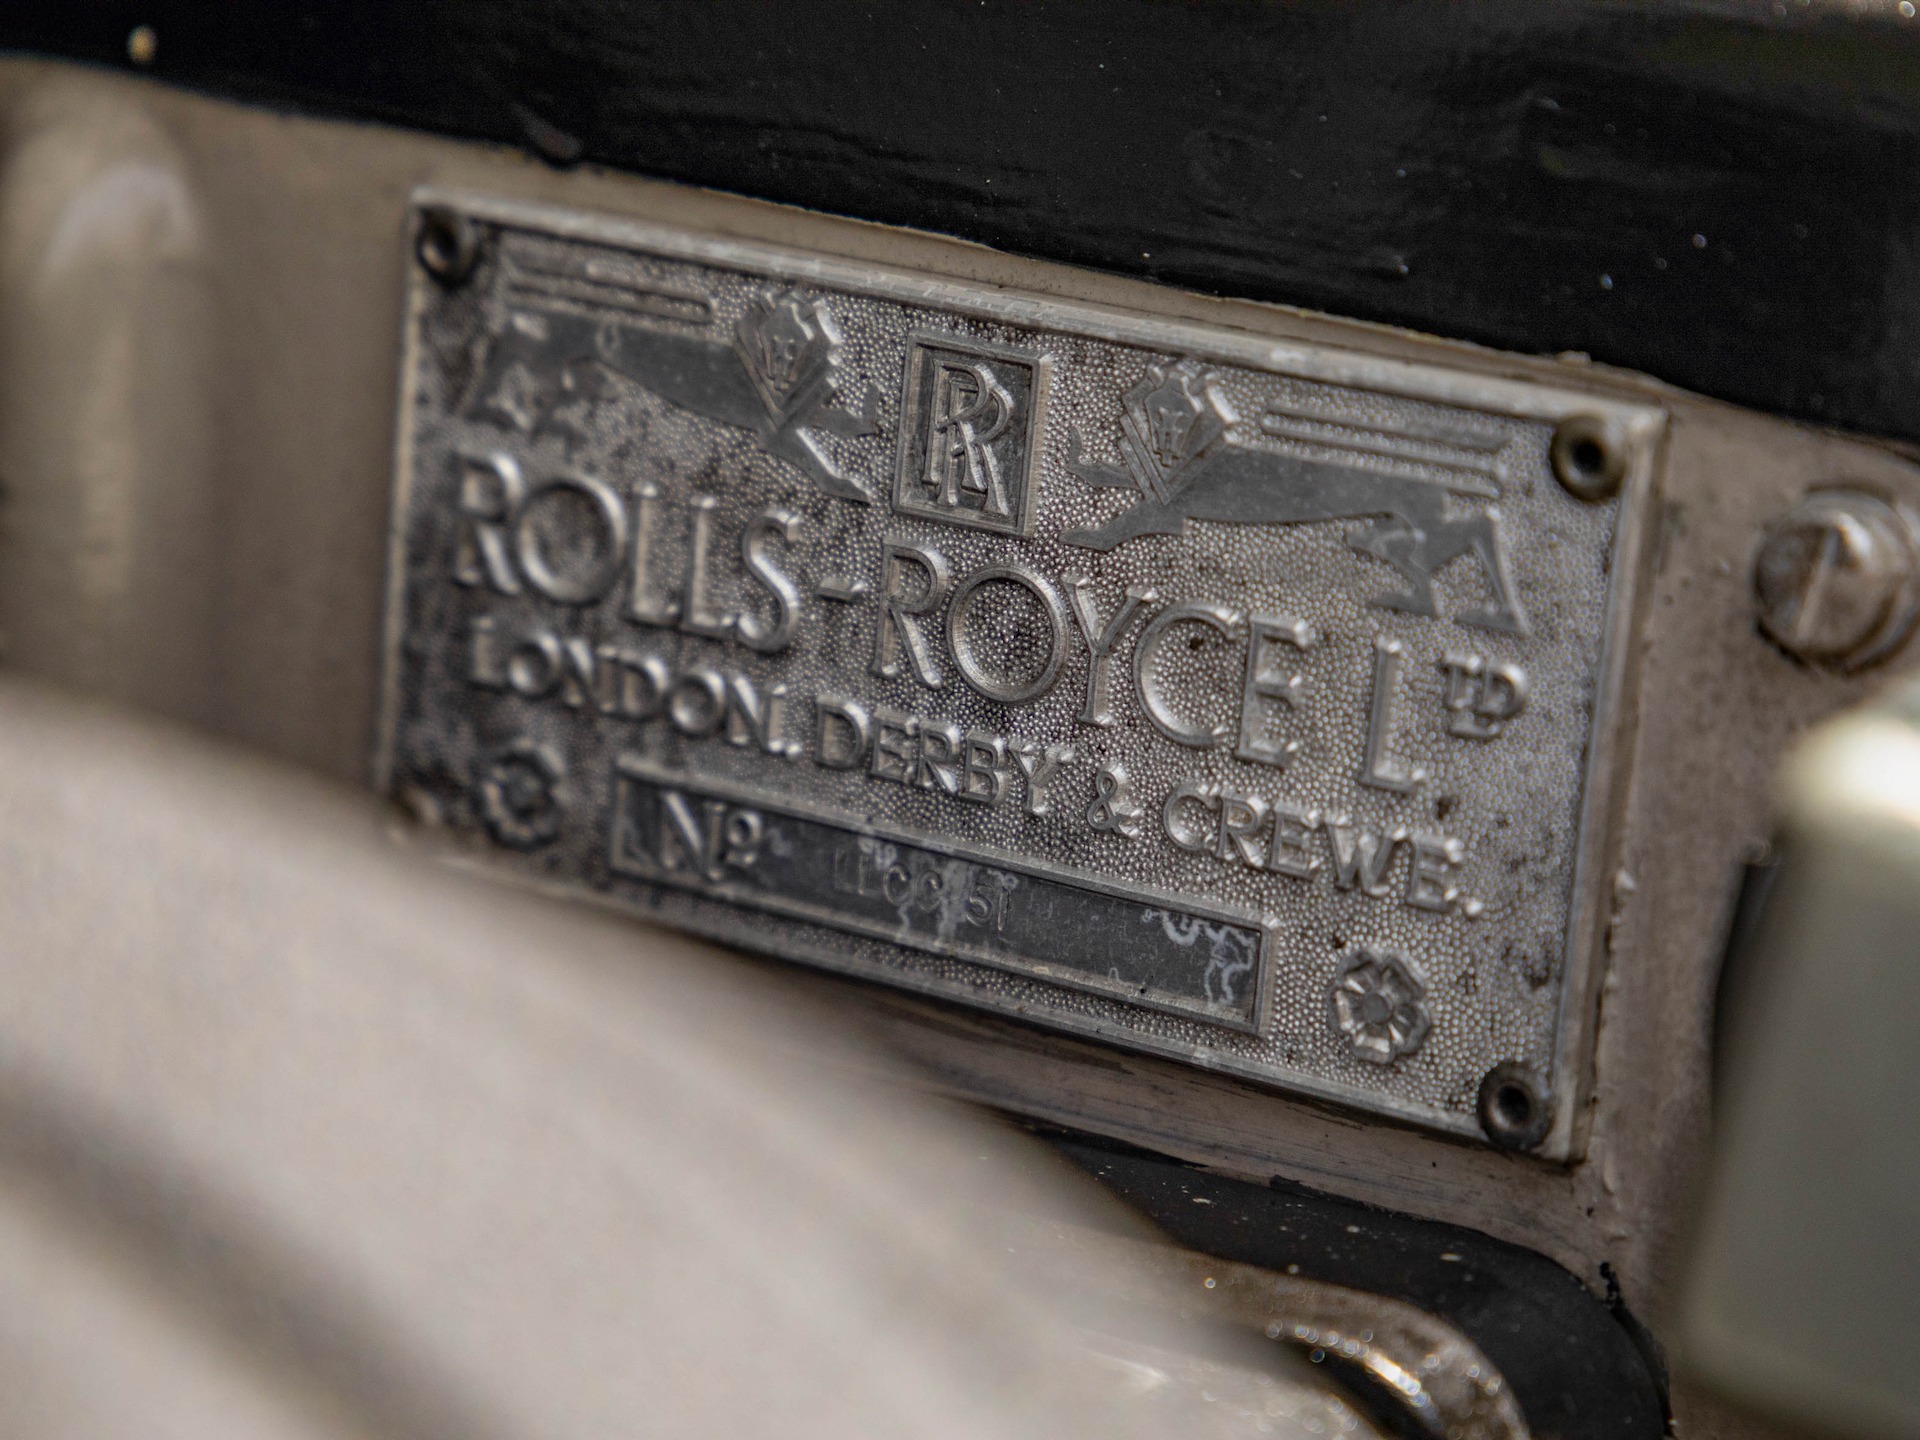 RR
ROLLS-ROYCE LTD
LONDON. DERBY & CREWE.
No